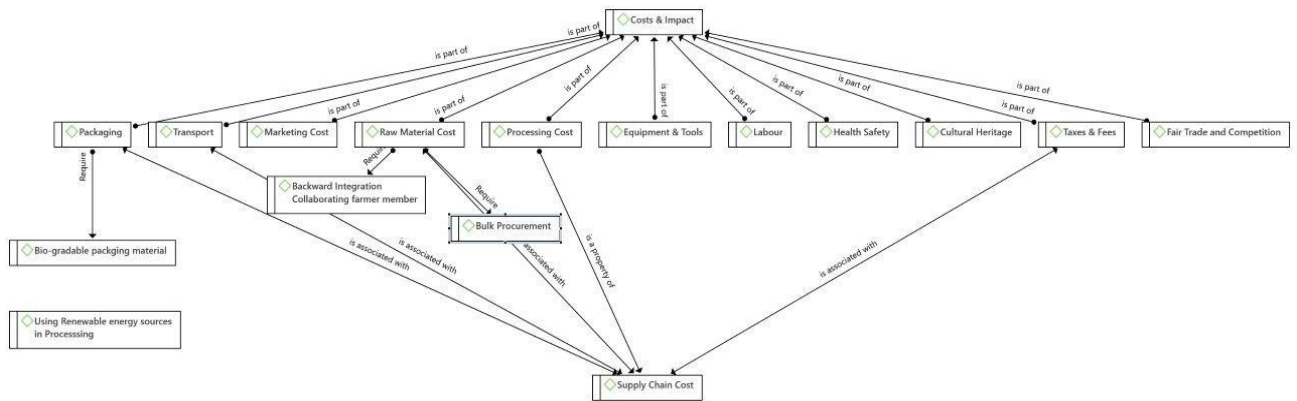 Costs & Impact
is part of
is part of
is part of
is part of
is part of
is part of
is part of
is part of
is part of
is part of
is part of
Packaging
Transport
Marketing Cost
Raw Material Cost
Processing Cost
Equipment & Tools
Labour
Health Safety
Cultural Heritage
Taxes & Fees
Fair Trade and Competition
Require
Require
Backward Integration
Collaborating farmer member
Require
Bulk Procurement
Bio-gradable packging material
is associated with
is associated with
associated with
is a property of
is associated with
Using Renewable energy sources
in Processsing
Supply Chain Cost